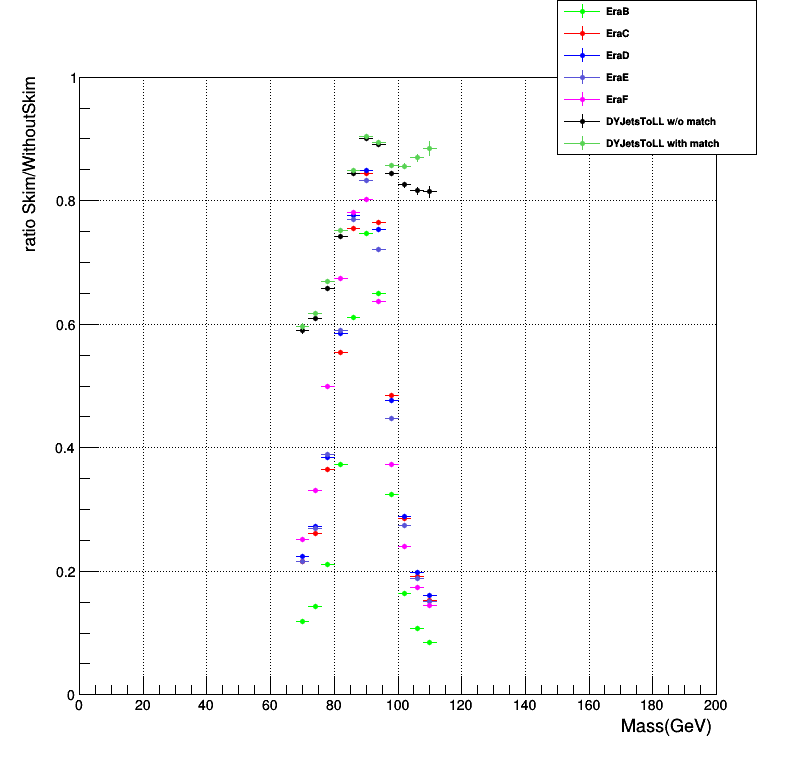 EraB
EraC
EraD
EraE
EraF
DYJetsToLL w/o match
DYJetsToLL with match
ratio Skim/WithoutSkim
1
0.8
0.6
0.4
0.2
0
0 20 40 60 80 100 120 140 160 180 200
Mass(GeV)